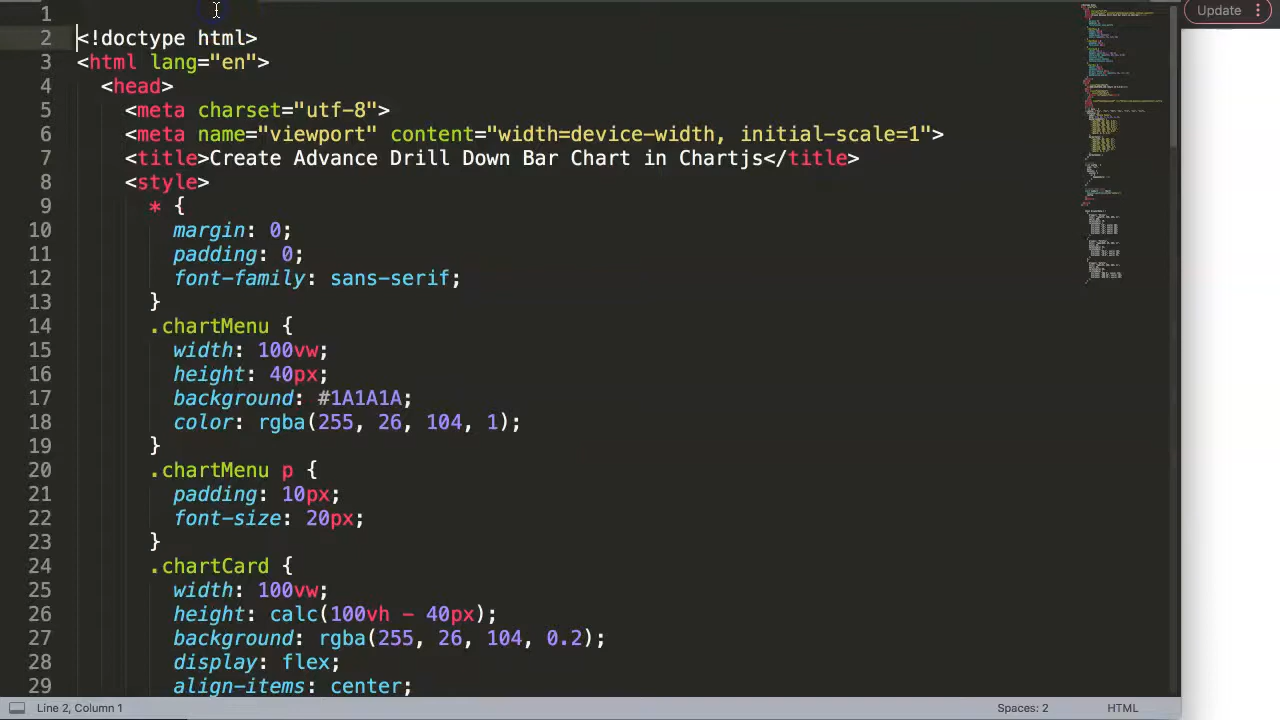 Update
1
2 <!doctype html>
3 <html lang="en">
4 <head>
5 <meta charset="utf-8">
6 <meta name="viewport" content="width=device-width, initial-scale=1">
7 <title>Create Advance Drill Down Bar Chart in Chartjs</title>
8 <style>
9 * {
10 margin: 0;
11 padding: 0;
12 font-family: sans-serif;
13 }
14 .chartMenu {
15 width: 100vw;
16 height: 40px;
17 background: #1A1A1A;
18 color: rgba(255, 26, 104, 1);
19 }
20 .chartMenu p {
21 padding: 10px;
22 font-size: 20px;
23 }
24 .chartCard {
25 width: 100vw;
26 height: calc(100vh - 40px);
27 background: rgba(255, 26, 104, 0.2);
28 display: flex;
29 align-items: center;
Line 2, Column 1 Spaces: 2 HTML